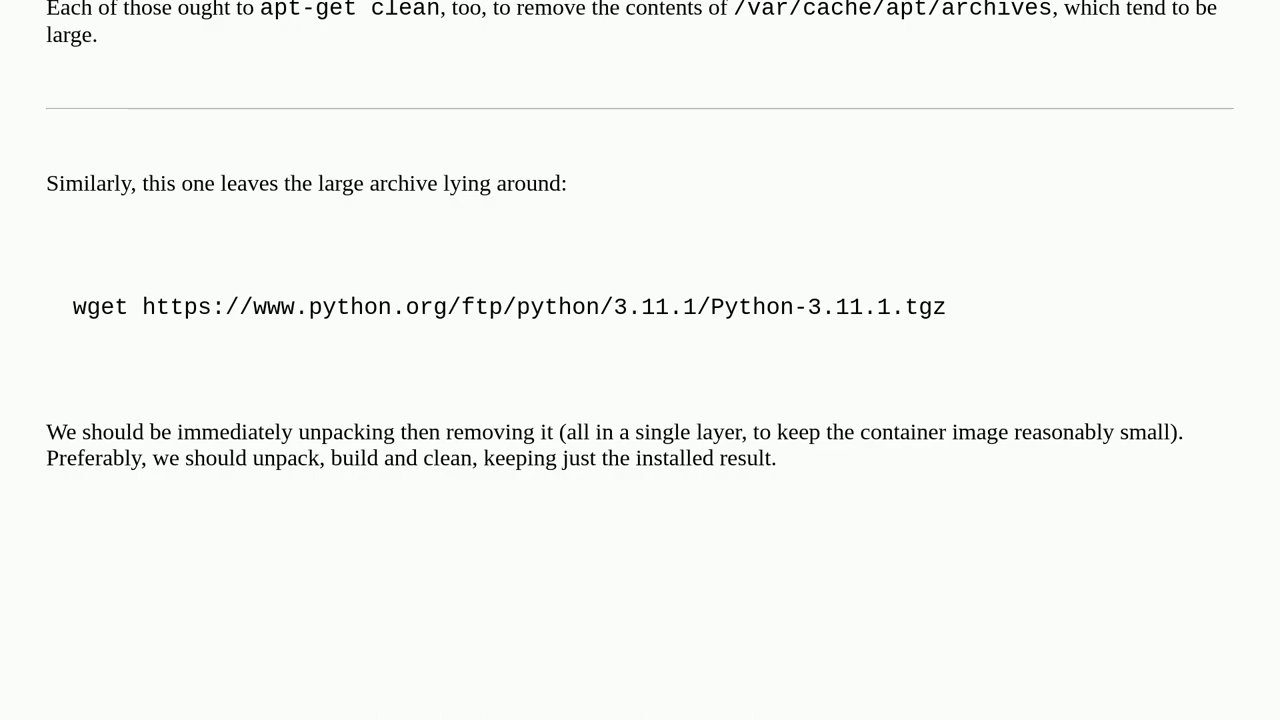 Each of those ought to apt-get clean, too, to remove the contents of /var/cache/apt/archives, which tend to be
large.
Similarly, this one leaves the large archive lying around:
wget https://www.python.org/ftp/python/3.11.1/Python-3.11.1.tgz
We should be immediately unpacking then removing it (all in a single layer, to keep the container image reasonably small).
Preferably, we should unpack, build and clean, keeping just the installed result.